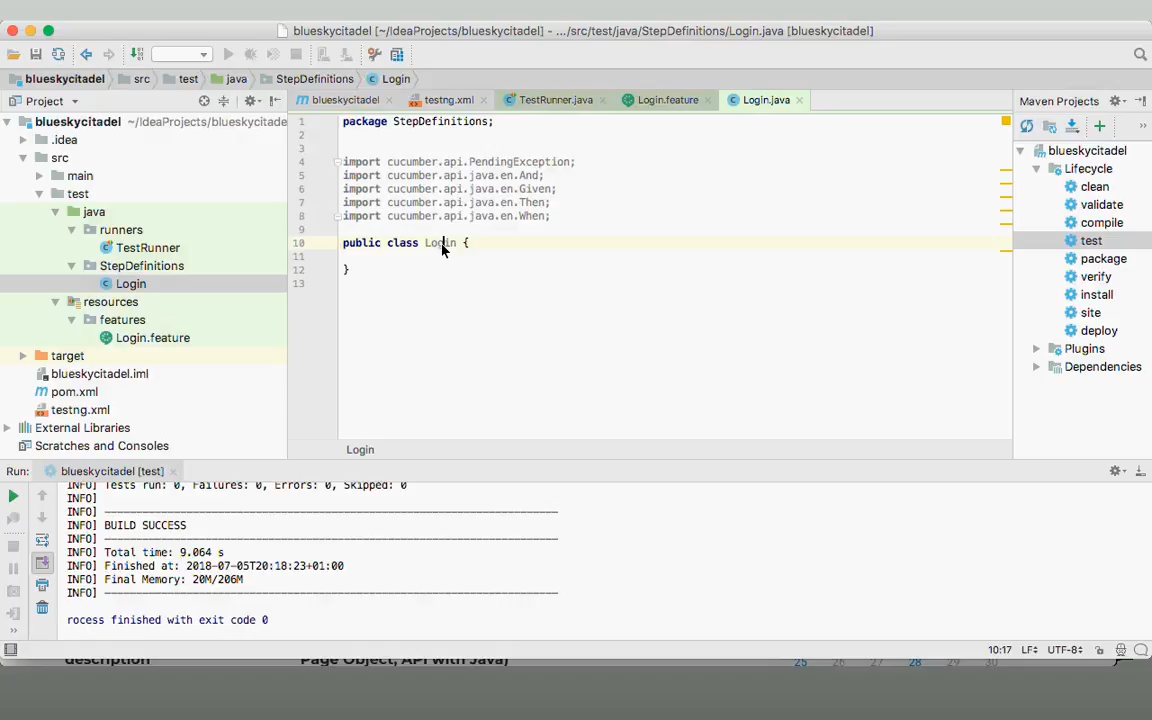 blueskycitadel [~/IdeaProjects/blueskycitadel] - .../src/test/java/StepDefinitions/Login.java [blueskycitadel]
blueskycitadel src test java StepDefinitions Login
Project
blueskycitadel testng.xml TestRunner.java Login.feature Login.java
Maven Projects
blueskycitadel ~/IdeaProjects/blueskycitade
.idea
src
main
test
java
runners
TestRunner
StepDefinitions
Login
resources
features
Login.feature
target
blueskycitadel.iml
pom.xml
testng.xml
External Libraries
Scratches and Consoles
1 package StepDefinitions;
2
3
4 import cucumber.api.PendingException;
5 import cucumber.api.java.en.And;
6 import cucumber.api.java.en.Given;
7 import cucumber.api.java.en.Then;
8 import cucumber.api.java.en.When;
9
10 public class Login {
11
12 }
13
Login
blueskycitadel
Lifecycle
clean
validate
compile
test
package
verify
install
site
deploy
Plugins
Dependencies
Run: blueskycitadel [test]
INFO] Tests run: 0, Failures: 0, Errors: 0, Skipped: 0
INFO]
INFO] ------------------------------------------------------------------------
INFO] BUILD SUCCESS
INFO] ------------------------------------------------------------------------
INFO] Total time: 9.064 s
INFO] Finished at: 2018-07-05T20:18:23+01:00
INFO] Final Memory: 20M/206M
INFO] ------------------------------------------------------------------------
rocess finished with exit code 0
10:17 LF UTF-8
description Page Object, API with Java) 25 26 27 28 29 30